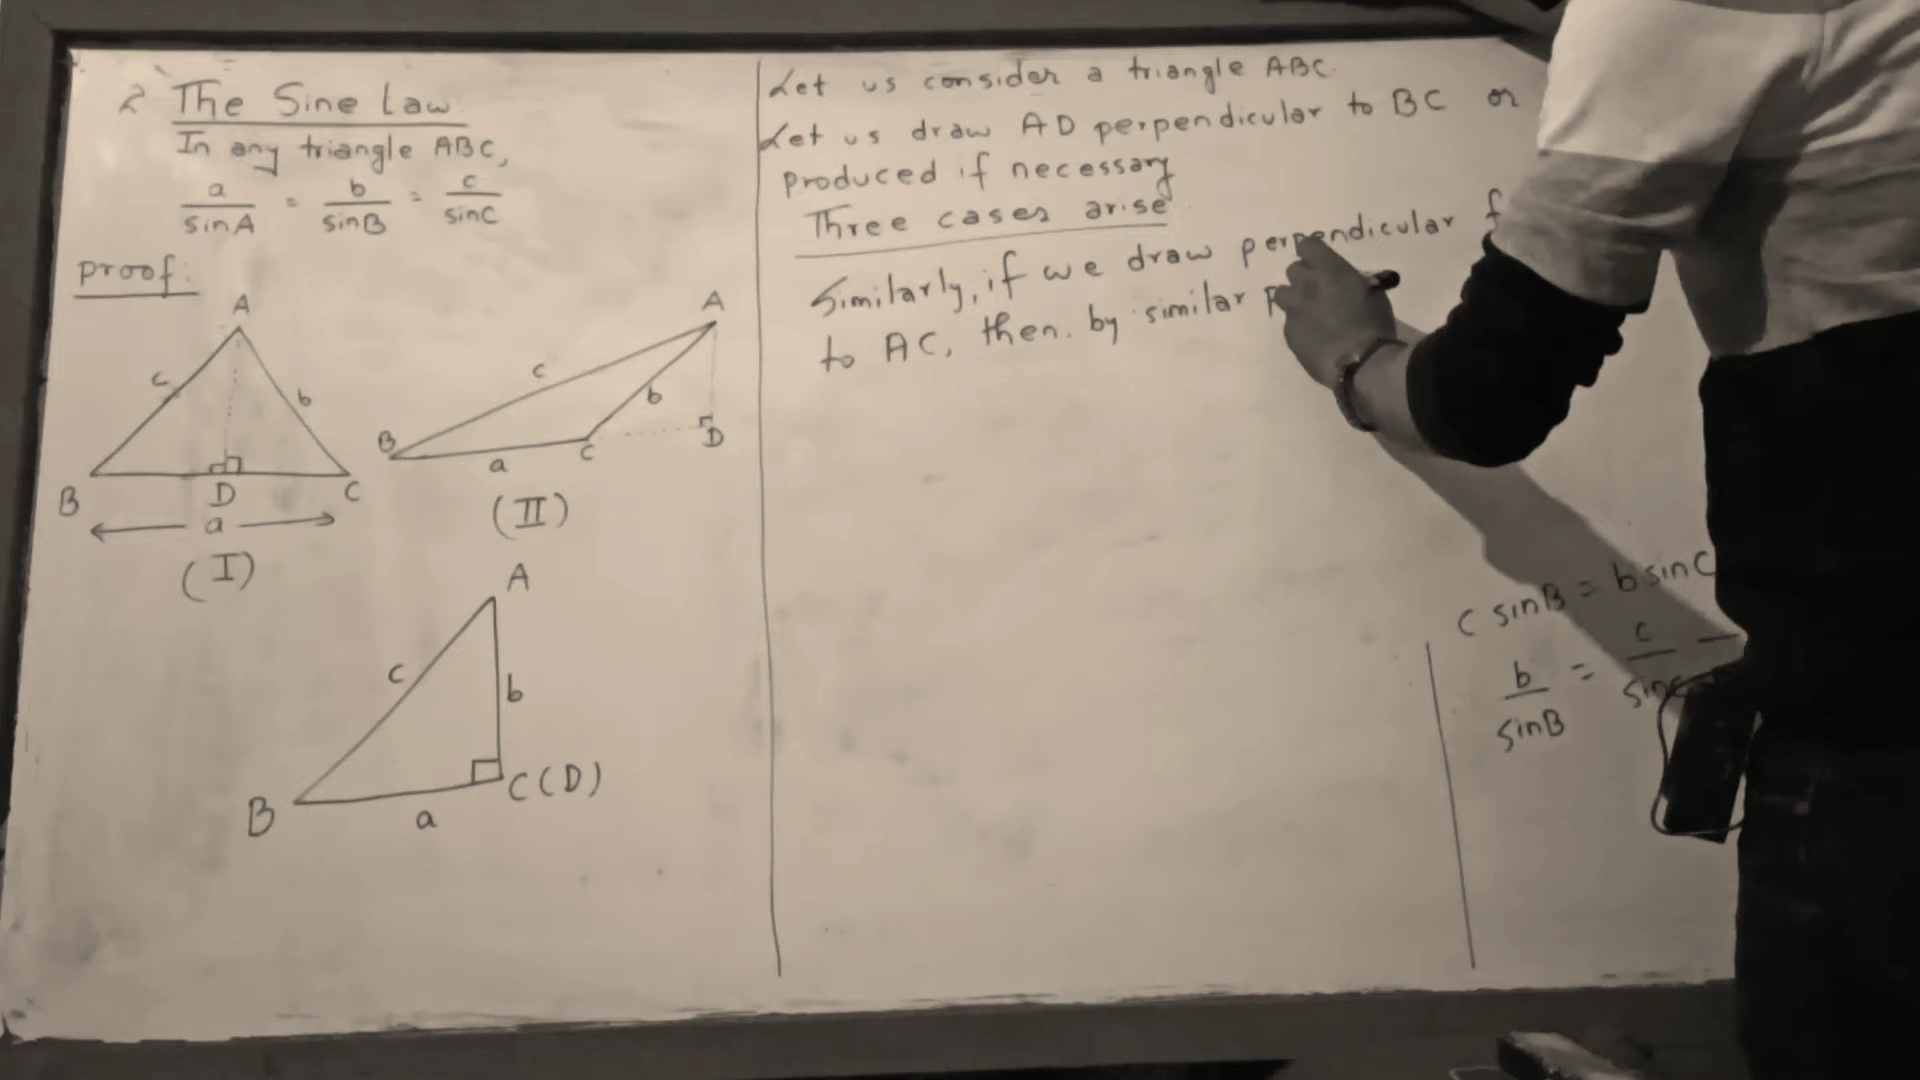 2 The Sine Law
In any triangle ABC,
a/sinA = b/sinB = c/sinC
proof:
A
c
b
B
D
C
a
(I)
A
c
b
B
a
C
D
(II)
A
c
b
B
a
C(D)
Let us consider a triangle ABC
Let us draw AD perpendicular to BC or
produced if necessary
Three cases arise
Similarly, if we draw perpendicular
to AC, then. by similar
c sinB = b sinC
b/sinB = c/sinC